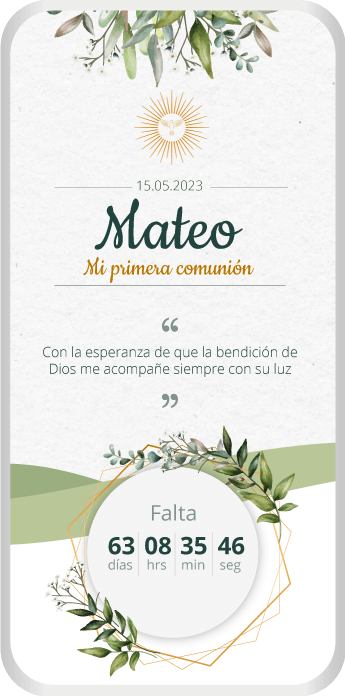 15.05.2023
Mateo
Mi primera comunión
“
Con la esperanza de que la bendición de
Dios me acompañe siempre con su luz
”
Falta
63 08 35 46
días hrs min seg